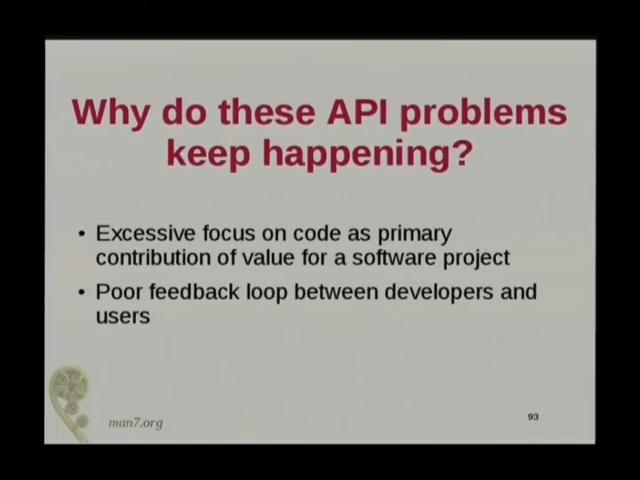 Why do these API problems
keep happening?
• Excessive focus on code as primary
contribution of value for a software project
• Poor feedback loop between developers and
users
man7.org
93